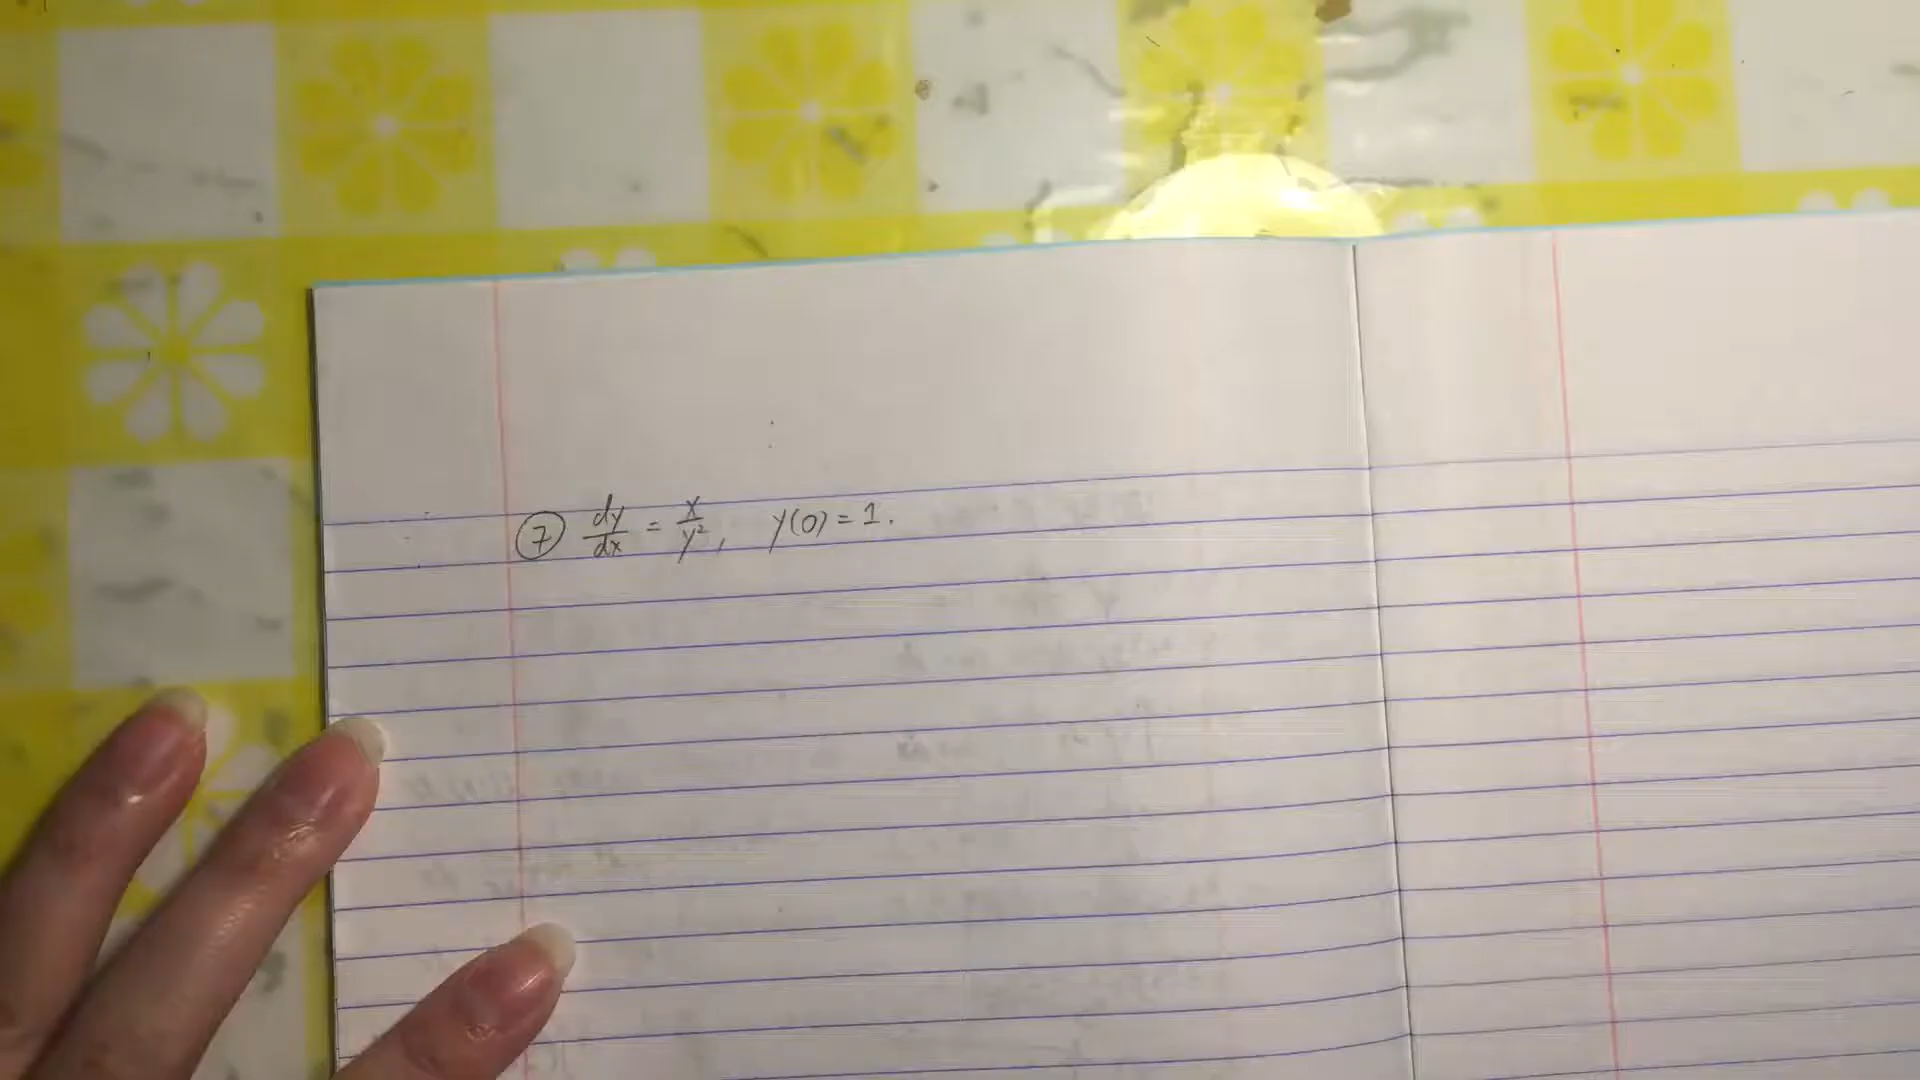 ⑦ dy/dx = x/y², y(0) = 1.